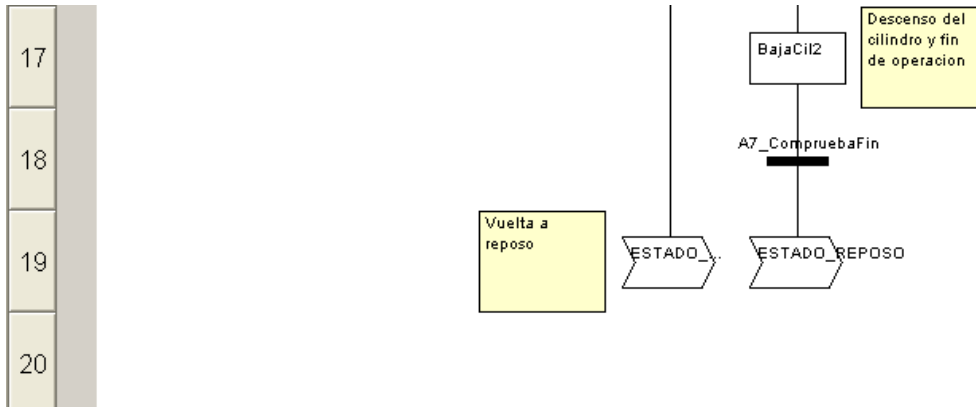 17
BajaCil2
Descenso del
cilindro y fin
de operacion
18
A7_CompruebaFin
19
Vuelta a
reposo
ESTADO_...
ESTADO_REPOSO
20